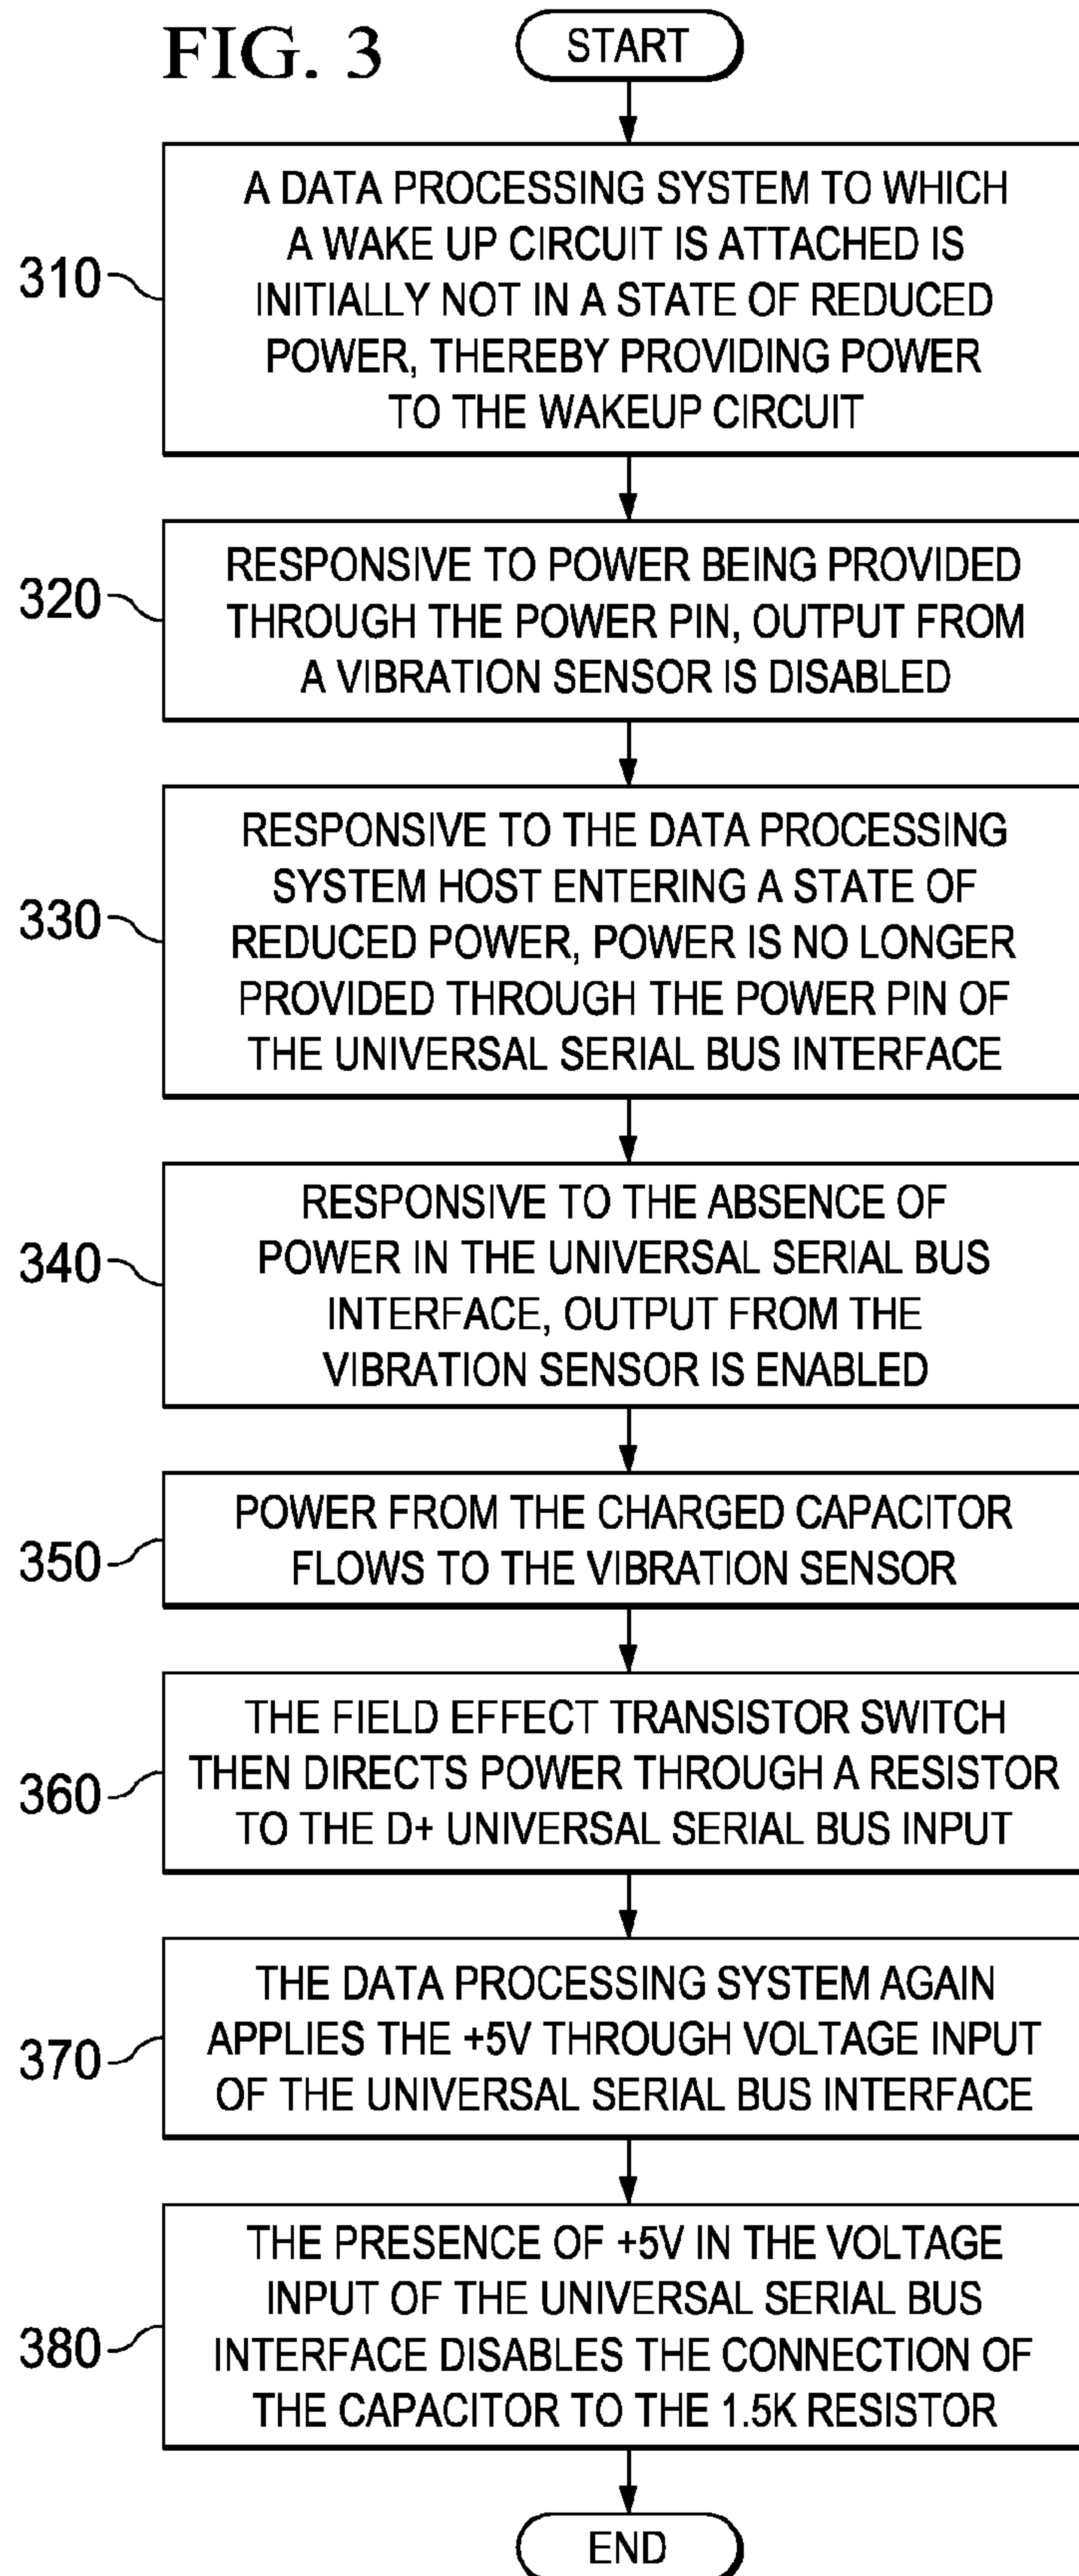 FIG. 3
START
310
A DATA PROCESSING SYSTEM TO WHICH
A WAKE UP CIRCUIT IS ATTACHED IS
INITIALLY NOT IN A STATE OF REDUCED
POWER, THEREBY PROVIDING POWER
TO THE WAKEUP CIRCUIT
320
RESPONSIVE TO POWER BEING PROVIDED
THROUGH THE POWER PIN, OUTPUT FROM
A VIBRATION SENSOR IS DISABLED
330
RESPONSIVE TO THE DATA PROCESSING
SYSTEM HOST ENTERING A STATE OF
REDUCED POWER, POWER IS NO LONGER
PROVIDED THROUGH THE POWER PIN OF
THE UNIVERSAL SERIAL BUS INTERFACE
340
RESPONSIVE TO THE ABSENCE OF
POWER IN THE UNIVERSAL SERIAL BUS
INTERFACE, OUTPUT FROM THE
VIBRATION SENSOR IS ENABLED
350
POWER FROM THE CHARGED CAPACITOR
FLOWS TO THE VIBRATION SENSOR
360
THE FIELD EFFECT TRANSISTOR SWITCH
THEN DIRECTS POWER THROUGH A RESISTOR
TO THE D+ UNIVERSAL SERIAL BUS INPUT
370
THE DATA PROCESSING SYSTEM AGAIN
APPLIES THE +5V THROUGH VOLTAGE INPUT
OF THE UNIVERSAL SERIAL BUS INTERFACE
380
THE PRESENCE OF +5V IN THE VOLTAGE
INPUT OF THE UNIVERSAL SERIAL BUS
INTERFACE DISABLES THE CONNECTION OF
THE CAPACITOR TO THE 1.5K RESISTOR
END